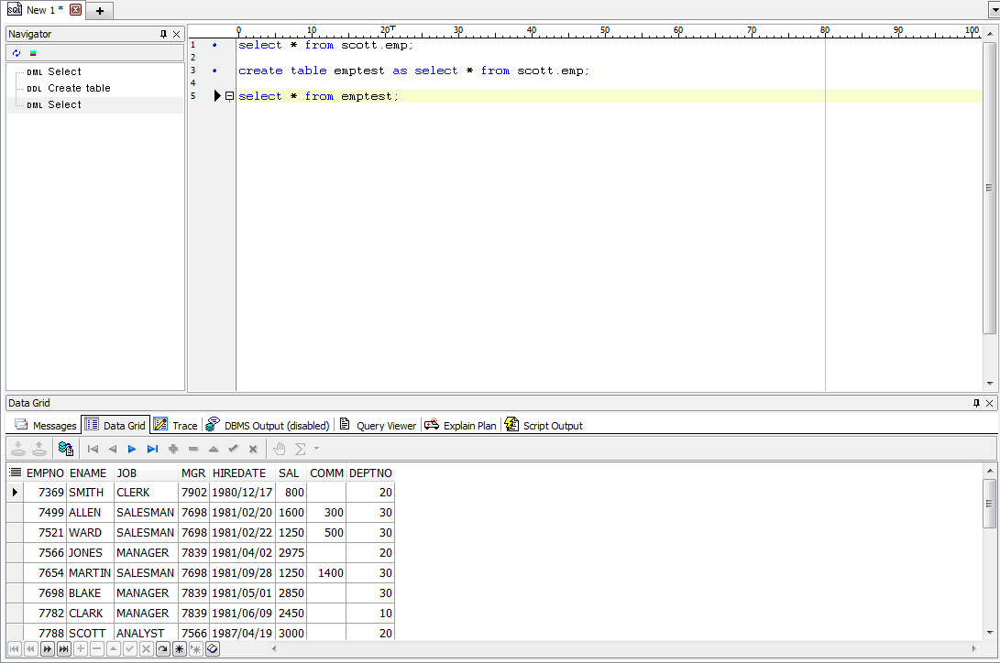 SQL New 1 *
Navigator
DML Select
DDL Create table
DML Select
0 10 20 30 40 50 60 70 80 90 100
1 select * from scott.emp;
2
3 create table emptest as select * from scott.emp;
4
5 select * from emptest;
Data Grid
Messages Data Grid Trace DBMS Output (disabled) Query Viewer Explain Plan Script Output
EMPNO ENAME JOB MGR HIREDATE SAL COMM DEPTNO
7369 SMITH CLERK 7902 1980/12/17 800 20
7499 ALLEN SALESMAN 7698 1981/02/20 1600 300 30
7521 WARD SALESMAN 7698 1981/02/22 1250 500 30
7566 JONES MANAGER 7839 1981/04/02 2975 20
7654 MARTIN SALESMAN 7698 1981/09/28 1250 1400 30
7698 BLAKE MANAGER 7839 1981/05/01 2850 30
7782 CLARK MANAGER 7839 1981/06/09 2450 10
7788 SCOTT ANALYST 7566 1987/04/19 3000 20